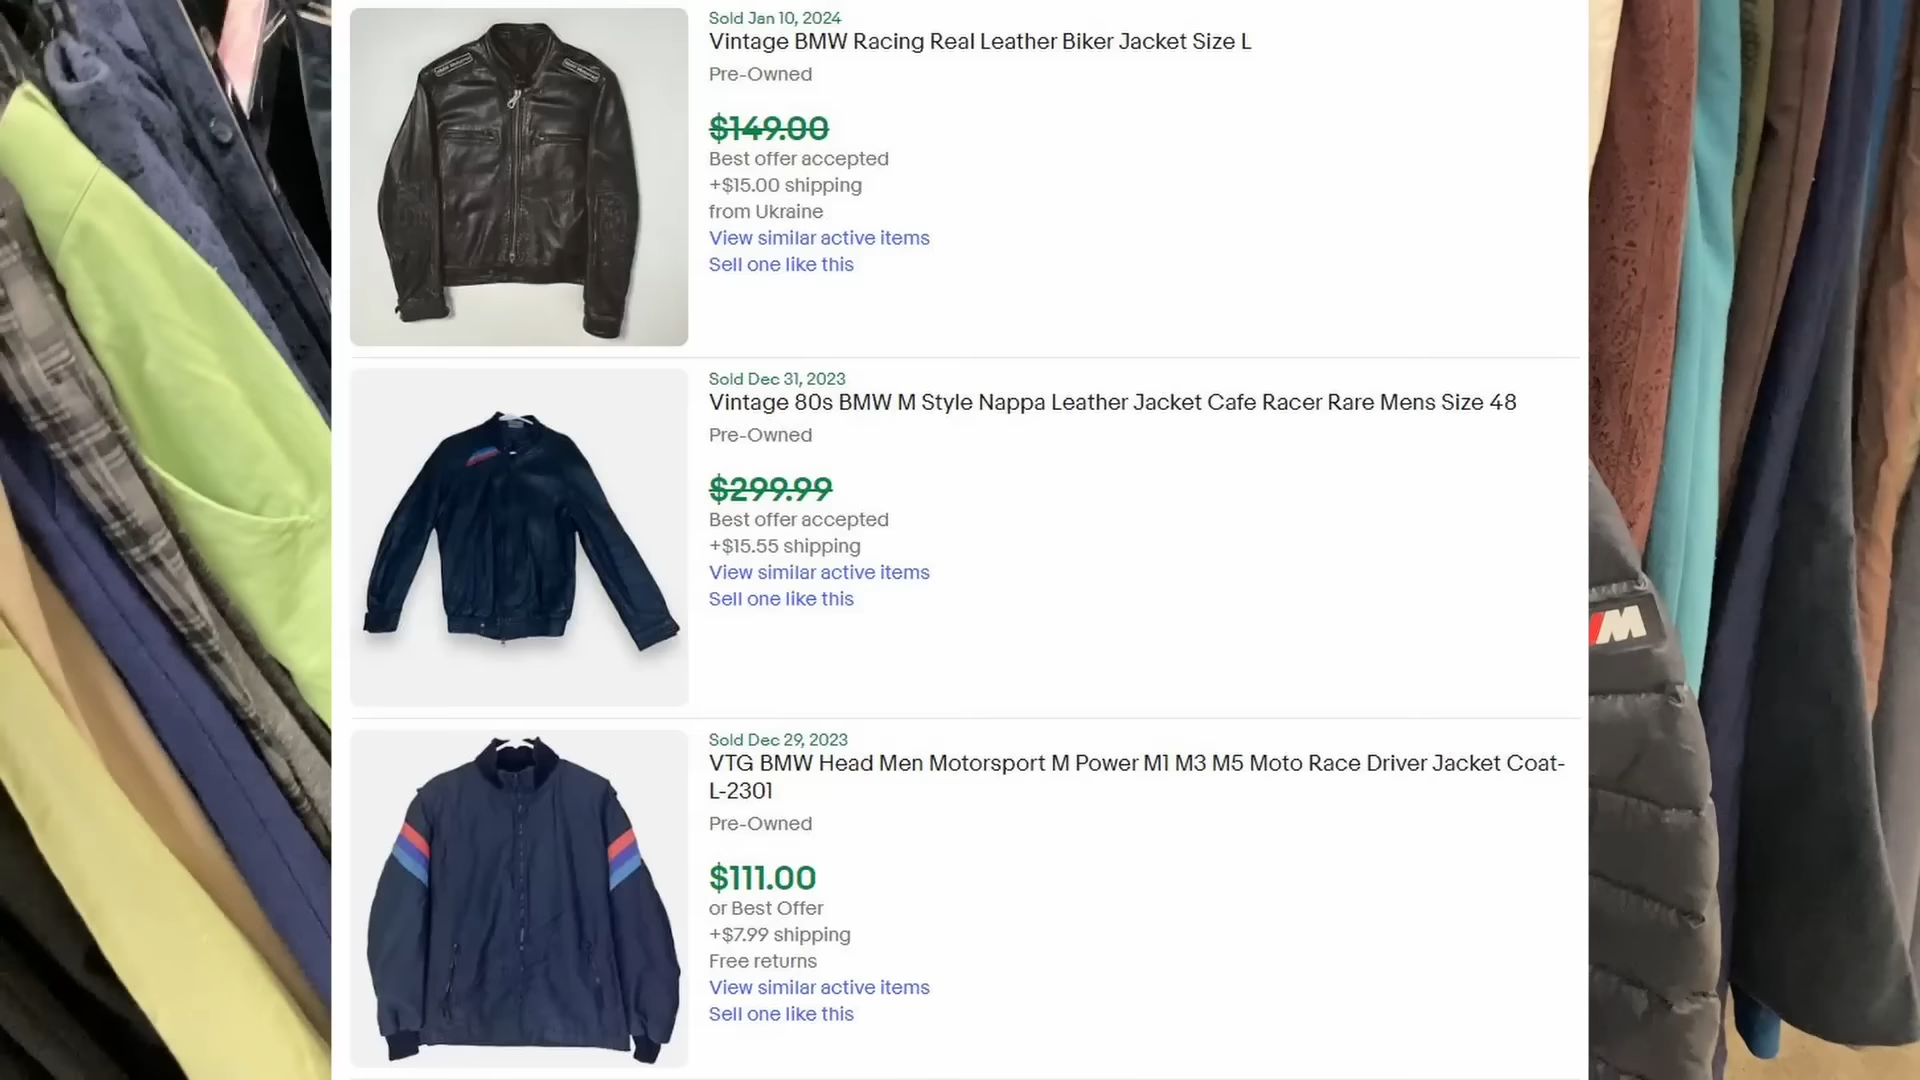 Sold Jan 10, 2024
Vintage BMW Racing Real Leather Biker Jacket Size L
Pre-Owned
$149.00
Best offer accepted
+$15.00 shipping
from Ukraine
View similar active items
Sell one like this
Sold Dec 31, 2023
Vintage 80s BMW M Style Nappa Leather Jacket Cafe Racer Rare Mens Size 48
Pre-Owned
$299.99
Best offer accepted
+$15.55 shipping
View similar active items
Sell one like this
Sold Dec 29, 2023
VTG BMW Head Men Motorsport M Power M1 M3 M5 Moto Race Driver Jacket Coat-
L-2301
Pre-Owned
$111.00
or Best Offer
+$7.99 shipping
Free returns
View similar active items
Sell one like this
M